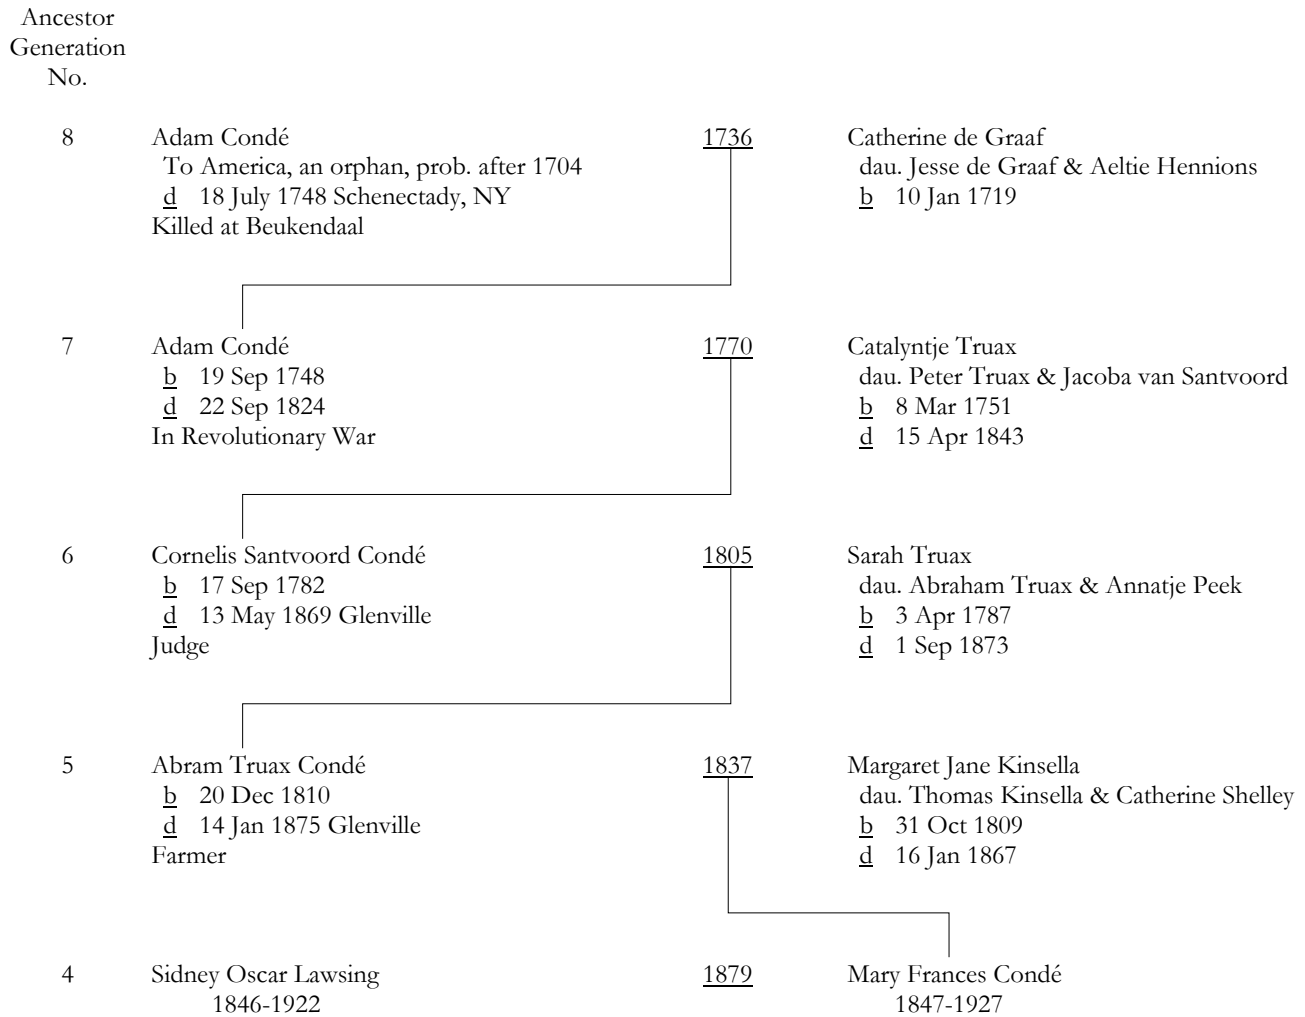 Ancestor
Generation
No.
8 Adam Condé 1736 Catherine de Graaf
To America, an orphan, prob. after 1704 dau. Jesse de Graaf & Aeltie Hennions
d 18 July 1748 Schenectady, NY b 10 Jan 1719
Killed at Beukendaal
7 Adam Condé 1770 Catalyntje Truax
b 19 Sep 1748 dau. Peter Truax & Jacoba van Santvoord
d 22 Sep 1824 b 8 Mar 1751
In Revolutionary War d 15 Apr 1843
6 Cornelis Santvoord Condé 1805 Sarah Truax
b 17 Sep 1782 dau. Abraham Truax & Annatje Peek
d 13 May 1869 Glenville b 3 Apr 1787
Judge d 1 Sep 1873
5 Abram Truax Condé 1837 Margaret Jane Kinsella
b 20 Dec 1810 dau. Thomas Kinsella & Catherine Shelley
d 14 Jan 1875 Glenville b 31 Oct 1809
Farmer d 16 Jan 1867
4 Sidney Oscar Lawsing 1879 Mary Frances Condé
1846-1922 1847-1927